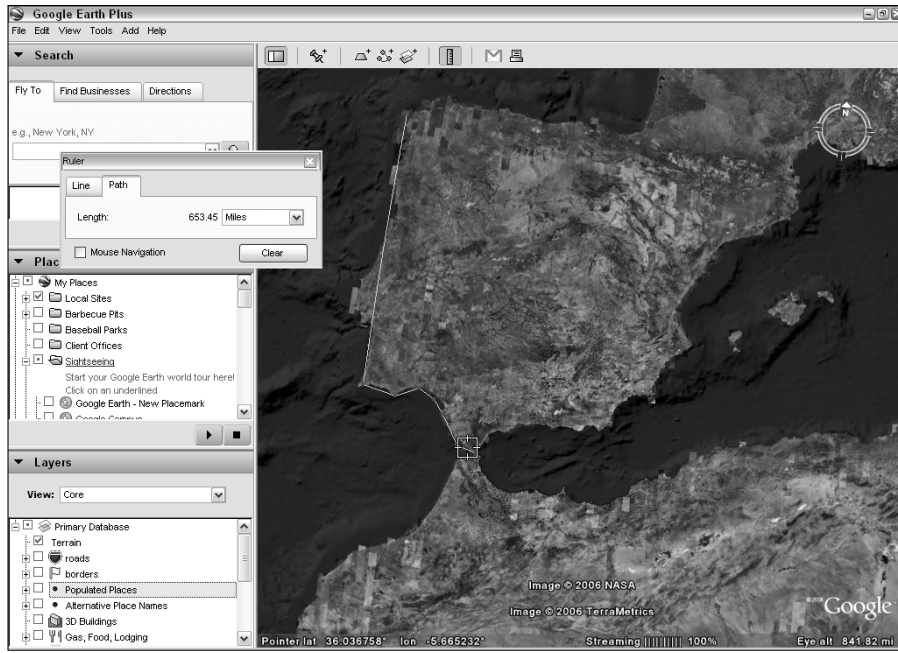 Google Earth Plus
File Edit View Tools Add Help
Search
Fly To Find Businesses Directions
e.g., New York, NY
Ruler
Line Path
Length: 653.45 Miles
Mouse Navigation Clear
Plac
My Places
Local Sites
Barbecue Pits
Baseball Parks
Client Offices
Sightseeing
Start your Google Earth world tour here!
Click on an underlined
Google Earth - New Placemark
Google Campus
Layers
View: Core
Primary Database
Terrain
roads
borders
Populated Places
Alternative Place Names
3D Buildings
Gas, Food, Lodging
N
Image © 2006 NASA
Image © 2006 TerraMetrics
©2006 Google
Pointer lat 36.036758° lon -5.665232° Streaming |||||||||| 100% Eye alt 841.82 mi